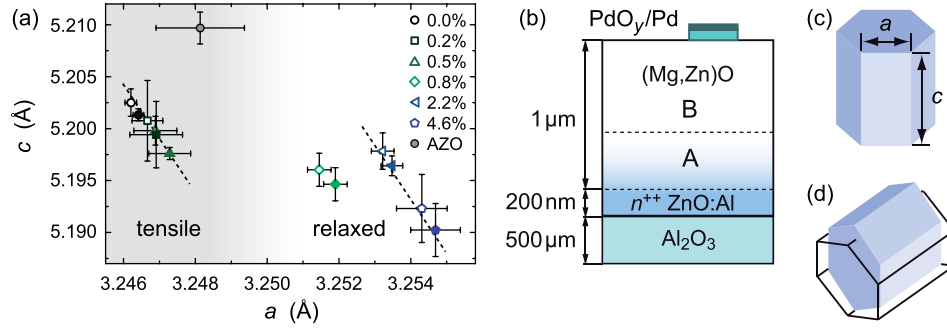 (a)
c (Å)
5.210
5.205
5.200
5.195
5.190
3.246
3.248
3.250
3.252
3.254
a (Å)
tensile
relaxed
0.0%
0.2%
0.5%
0.8%
2.2%
4.6%
AZO
(b)
PdOy/Pd
(Mg,Zn)O
B
A
n++ ZnO:Al
Al2O3
1 µm
200 nm
500 µm
(c)
a
c
(d)